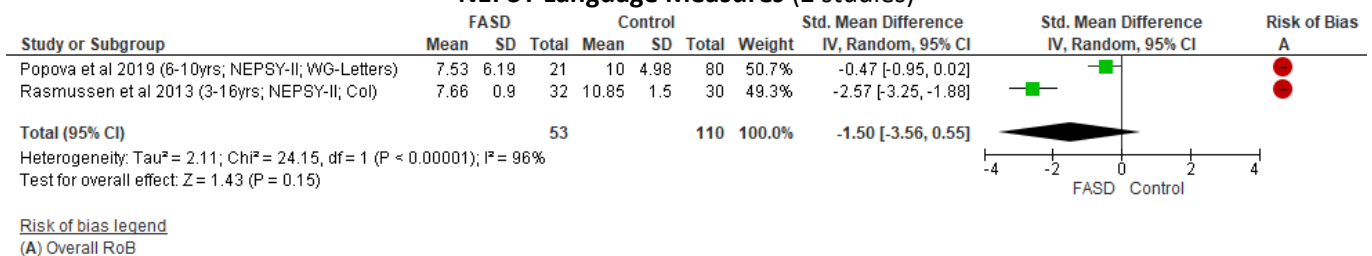 NEPSY Language Measures (2 studies)
FASD Control Std. Mean Difference Std. Mean Difference Risk of Bias
Study or Subgroup Mean SD Total Mean SD Total Weight IV, Random, 95% CI IV, Random, 95% CI A
Popova et al 2019 (6-10yrs; NEPSY-II; WG-Letters) 7.53 6.19 21 10 4.98 80 50.7% -0.47 [-0.95, 0.02]
Rasmussen et al 2013 (3-16yrs; NEPSY-II; Col) 7.66 0.9 32 10.85 1.5 30 49.3% -2.57 [-3.25, -1.88]
Total (95% CI) 53 110 100.0% -1.50 [-3.56, 0.55]
Heterogeneity: Tau² = 2.11; Chi² = 24.15, df = 1 (P < 0.00001); I² = 96%
Test for overall effect: Z = 1.43 (P = 0.15)
-4 -2 0 2 4
FASD Control
Risk of bias legend
(A) Overall RoB